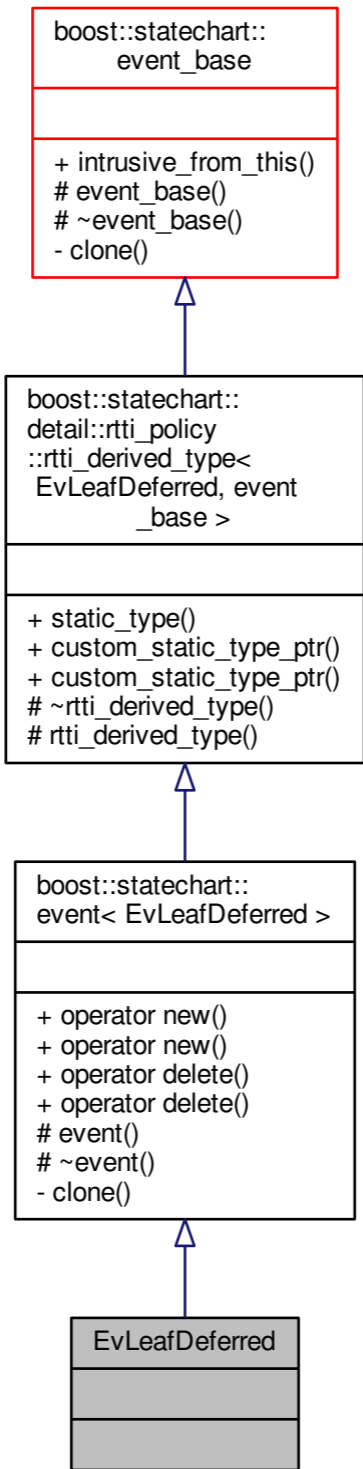 boost::statechart::
event_base
+ intrusive_from_this()
# event_base()
# ~event_base()
- clone()
boost::statechart::
detail::rtti_policy
::rtti_derived_type<
EvLeafDeferred, event
_base >
+ static_type()
+ custom_static_type_ptr()
+ custom_static_type_ptr()
# ~rtti_derived_type()
# rtti_derived_type()
boost::statechart::
event< EvLeafDeferred >
+ operator new()
+ operator new()
+ operator delete()
+ operator delete()
# event()
# ~event()
- clone()
EvLeafDeferred